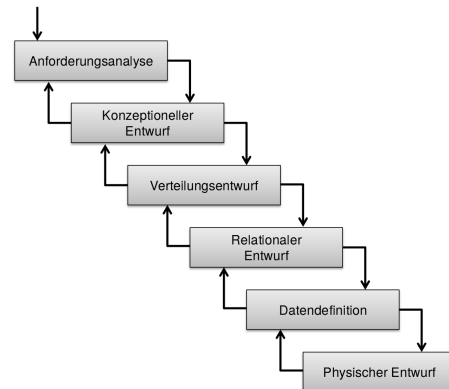 Anforderungsanalyse
Konzeptioneller
Entwurf
Verteilungsentwurf
Relationaler
Entwurf
Datendefinition
Physischer Entwurf